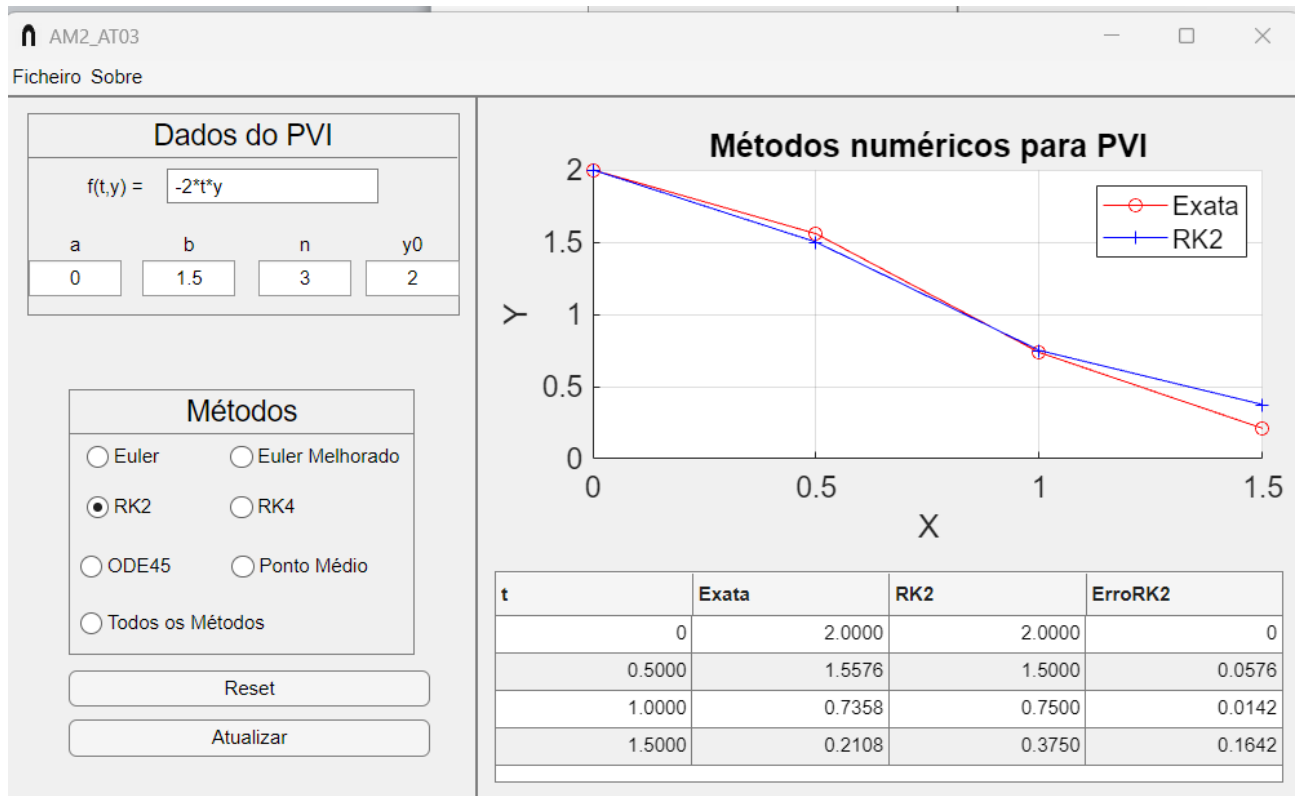 AM2_AT03
Ficheiro Sobre
Dados do PVI
f(t,y) = -2*t*y
a b n y0
0 1.5 3 2
Métodos
Euler Euler Melhorado
RK2 RK4
ODE45 Ponto Médio
Todos os Métodos
Reset
Atualizar
Métodos numéricos para PVI
Exata
RK2
2
1.5
1
0.5
0
Y
0 0.5 1 1.5
X
t Exata RK2 ErroRK2
0 2.0000 2.0000 0
0.5000 1.5576 1.5000 0.0576
1.0000 0.7358 0.7500 0.0142
1.5000 0.2108 0.3750 0.1642